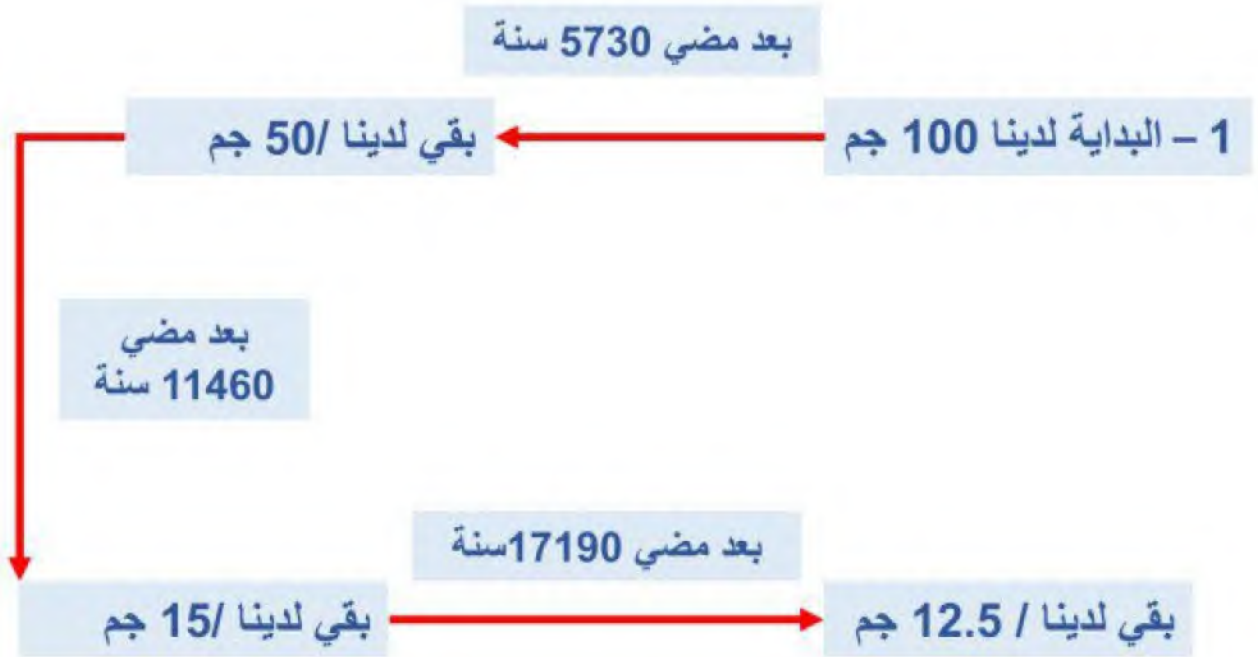 بعد مضي 5730 سنة
1 – البداية لدينا 100 جم
بقي لدينا /50 جم
بعد مضي
11460 سنة
بقي لدينا /15 جم
بعد مضي 17190سنة
بقي لدينا / 12.5 جم